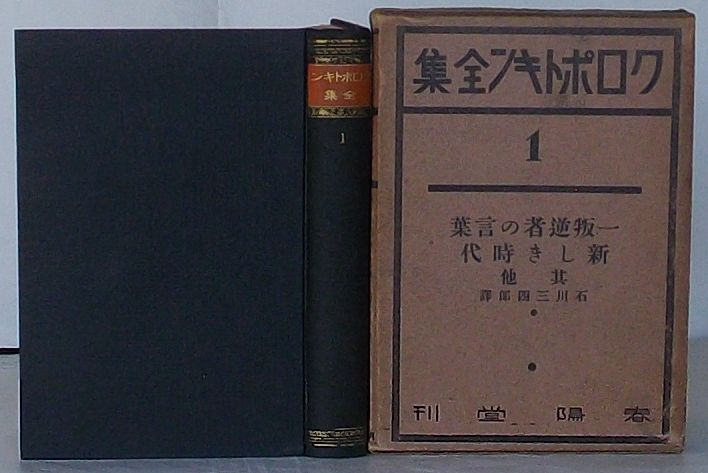 クロポトキン
全集
1
クロポトキン全集
1
一叛逆者の言葉
新しき時代
其他
石川三四郎譯
春陽堂刊